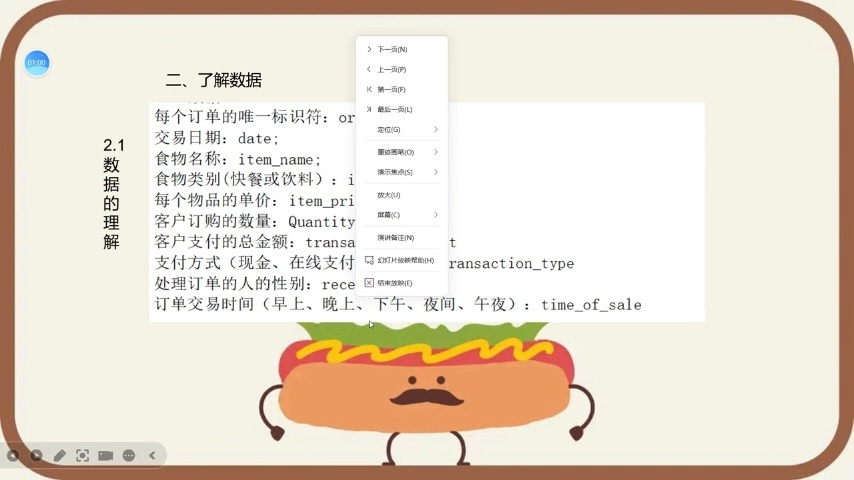 01:00
二、了解数据
2.1
数
据
的
理
解
每个订单的唯一标识符：or
交易日期：date;
食物名称：item_name;
食物类别(快餐或饮料）：i
每个物品的单价：item_pri
客户订购的数量：Quantity
客户支付的总金额：transa t
支付方式（现金、在线支付 ransaction_type
处理订单的人的性别：rece
订单交易时间（早上、晚上、下午、夜间、午夜）：time_of_sale
下一页(N)
上一页(P)
第一页(F)
最后一页(L)
定位(G)
墨迹画笔(O)
演示焦点(S)
放大(U)
屏幕(C)
演讲备注(N)
幻灯片放映帮助(H)
结束放映(E)